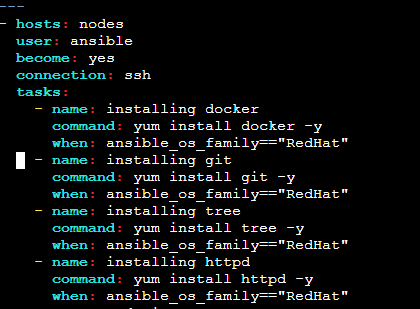 ---
- hosts: nodes
  user: ansible
  become: yes
  connection: ssh
  tasks:
    - name: installing docker
      command: yum install docker -y
      when: ansible_os_family=="RedHat"
    - name: installing git
      command: yum install git -y
      when: ansible_os_family=="RedHat"
    - name: installing tree
      command: yum install tree -y
      when: ansible_os_family=="RedHat"
    - name: installing httpd
      command: yum install httpd -y
      when: ansible_os_family=="RedHat"